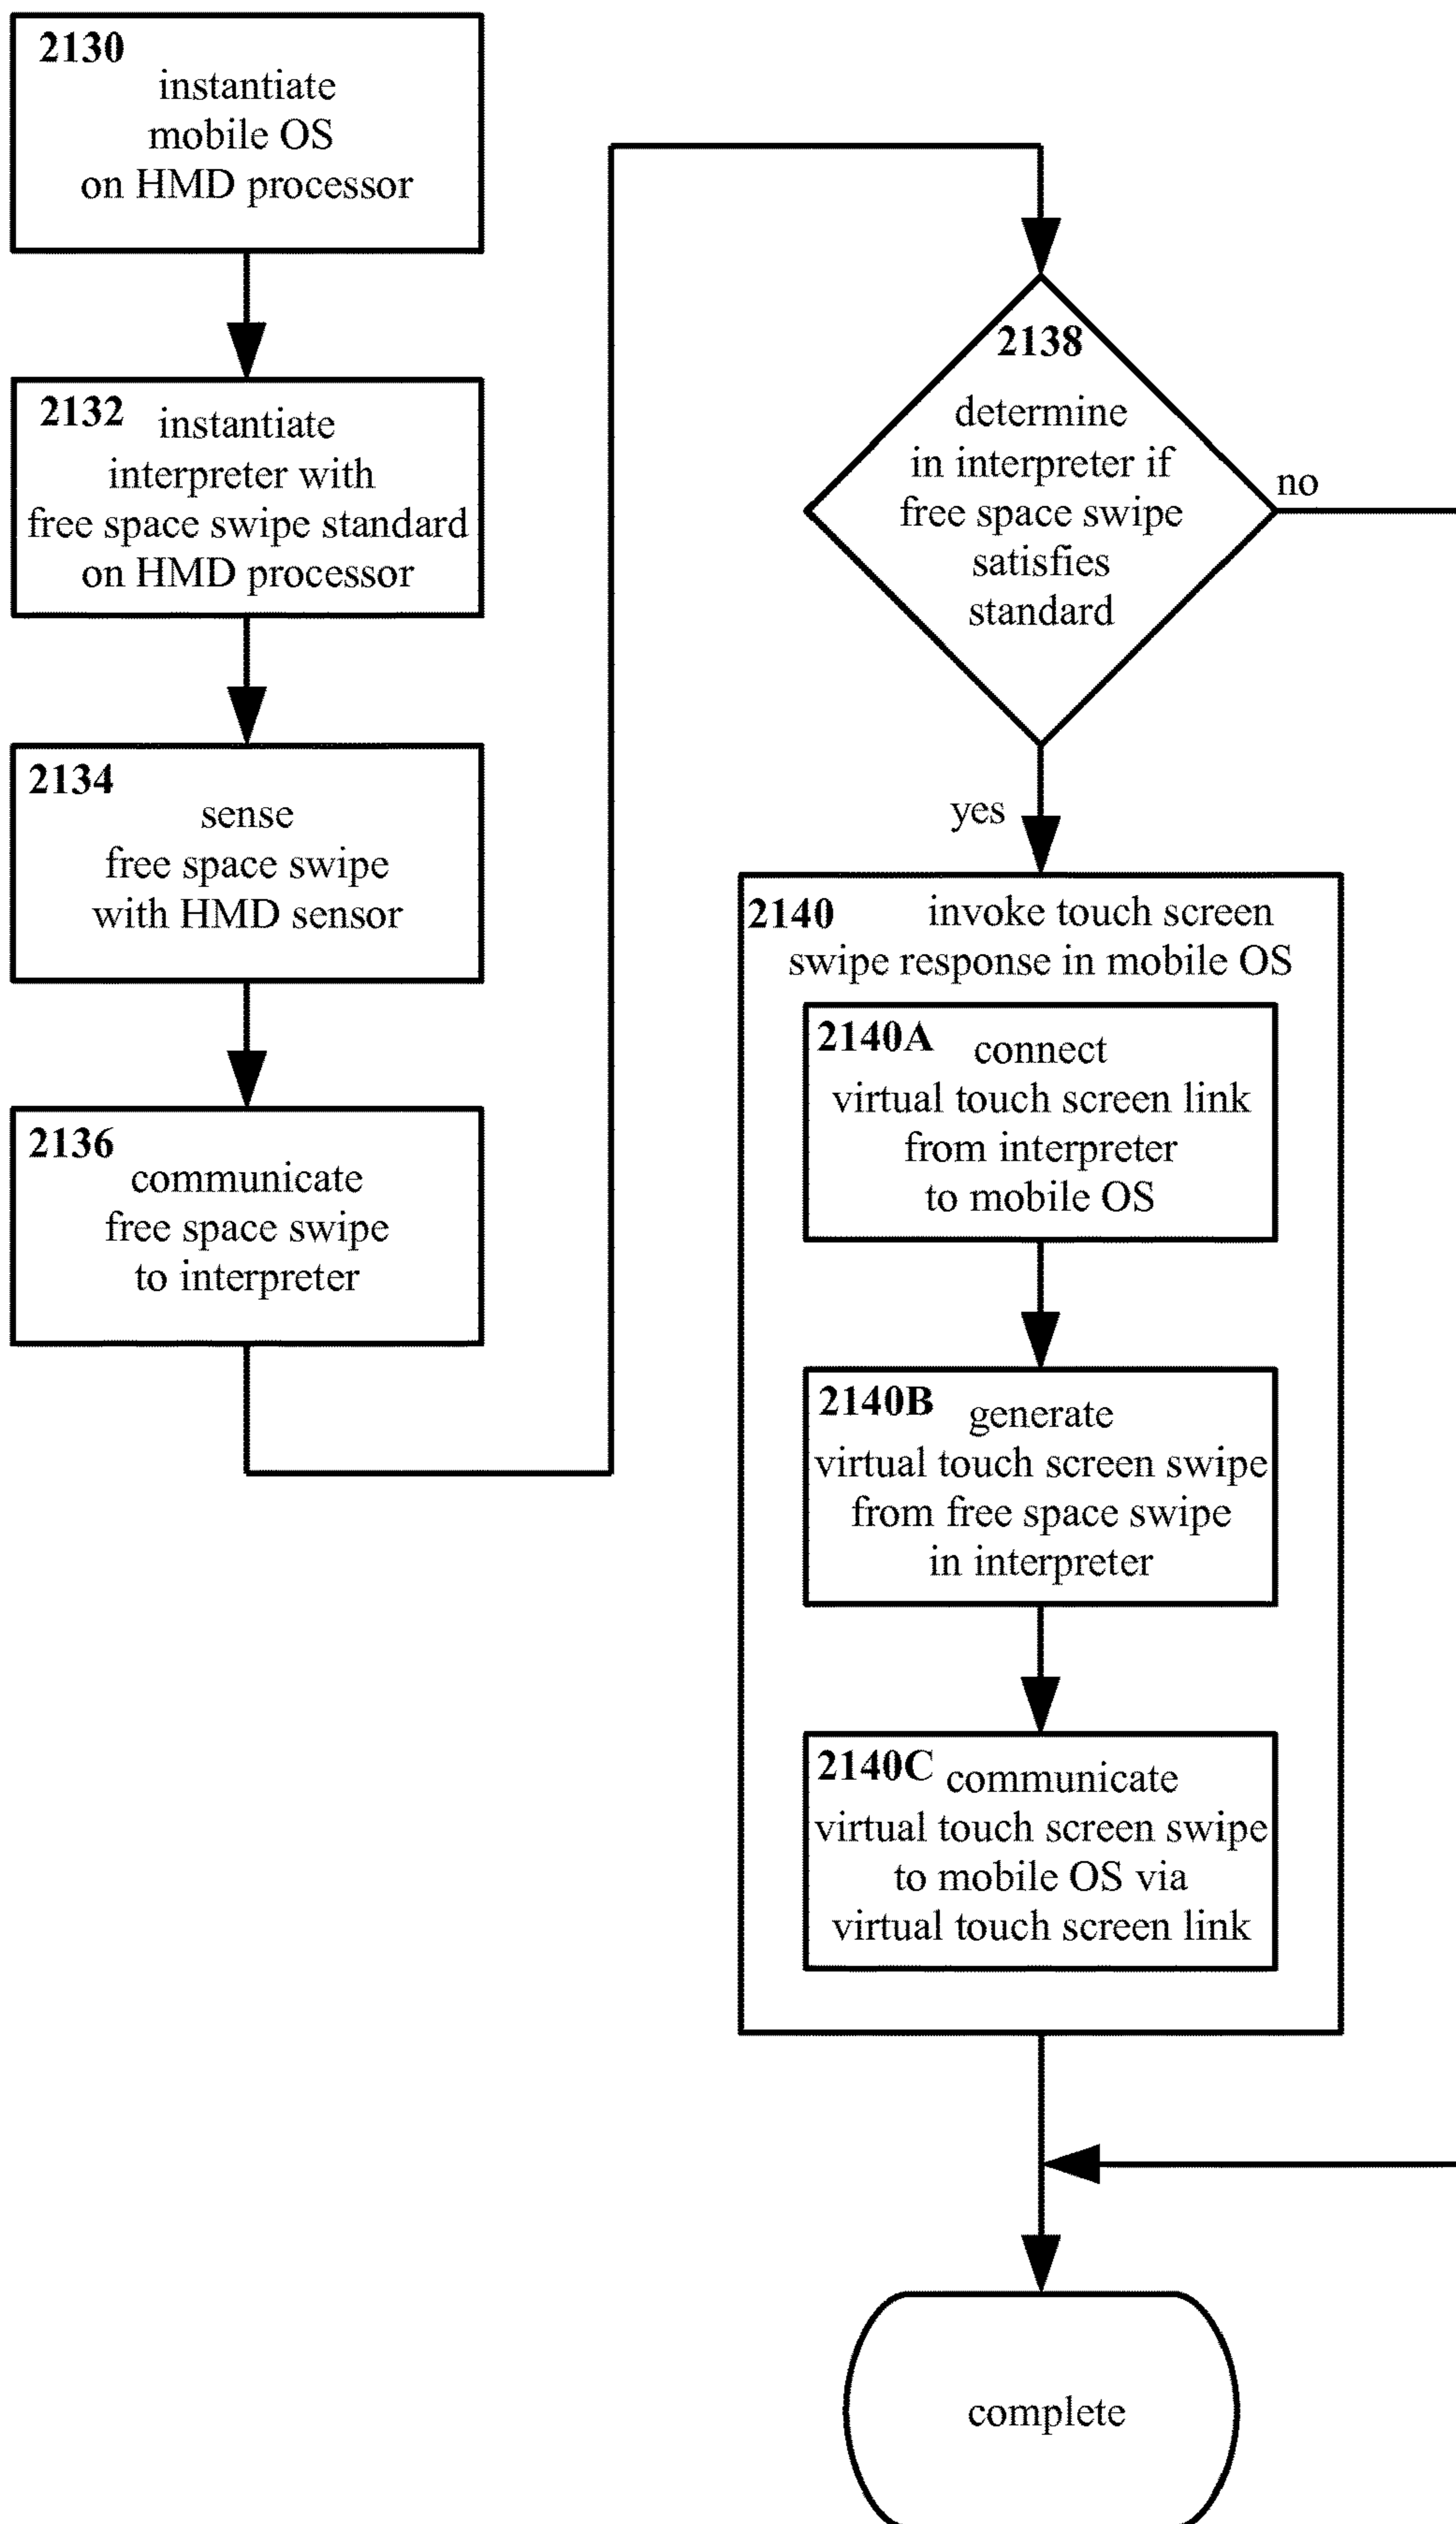 2130
instantiate
mobile OS
on HMD processor
2132 instantiate
interpreter with
free space swipe standard
on HMD processor
2134
sense
free space swipe
with HMD sensor
2136
communicate
free space swipe
to interpreter
2138
determine
in interpreter if
free space swipe
satisfies
standard
no
yes
2140 invoke touch screen
swipe response in mobile OS
2140A connect
virtual touch screen link
from interpreter
to mobile OS
2140B generate
virtual touch screen swipe
from free space swipe
in interpreter
2140C communicate
virtual touch screen swipe
to mobile OS via
virtual touch screen link
complete